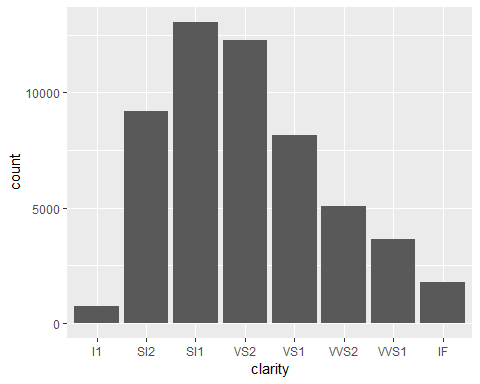 count
10000
5000
0
I1 SI2 SI1 VS2 VS1 VVS2 VVS1 IF
clarity